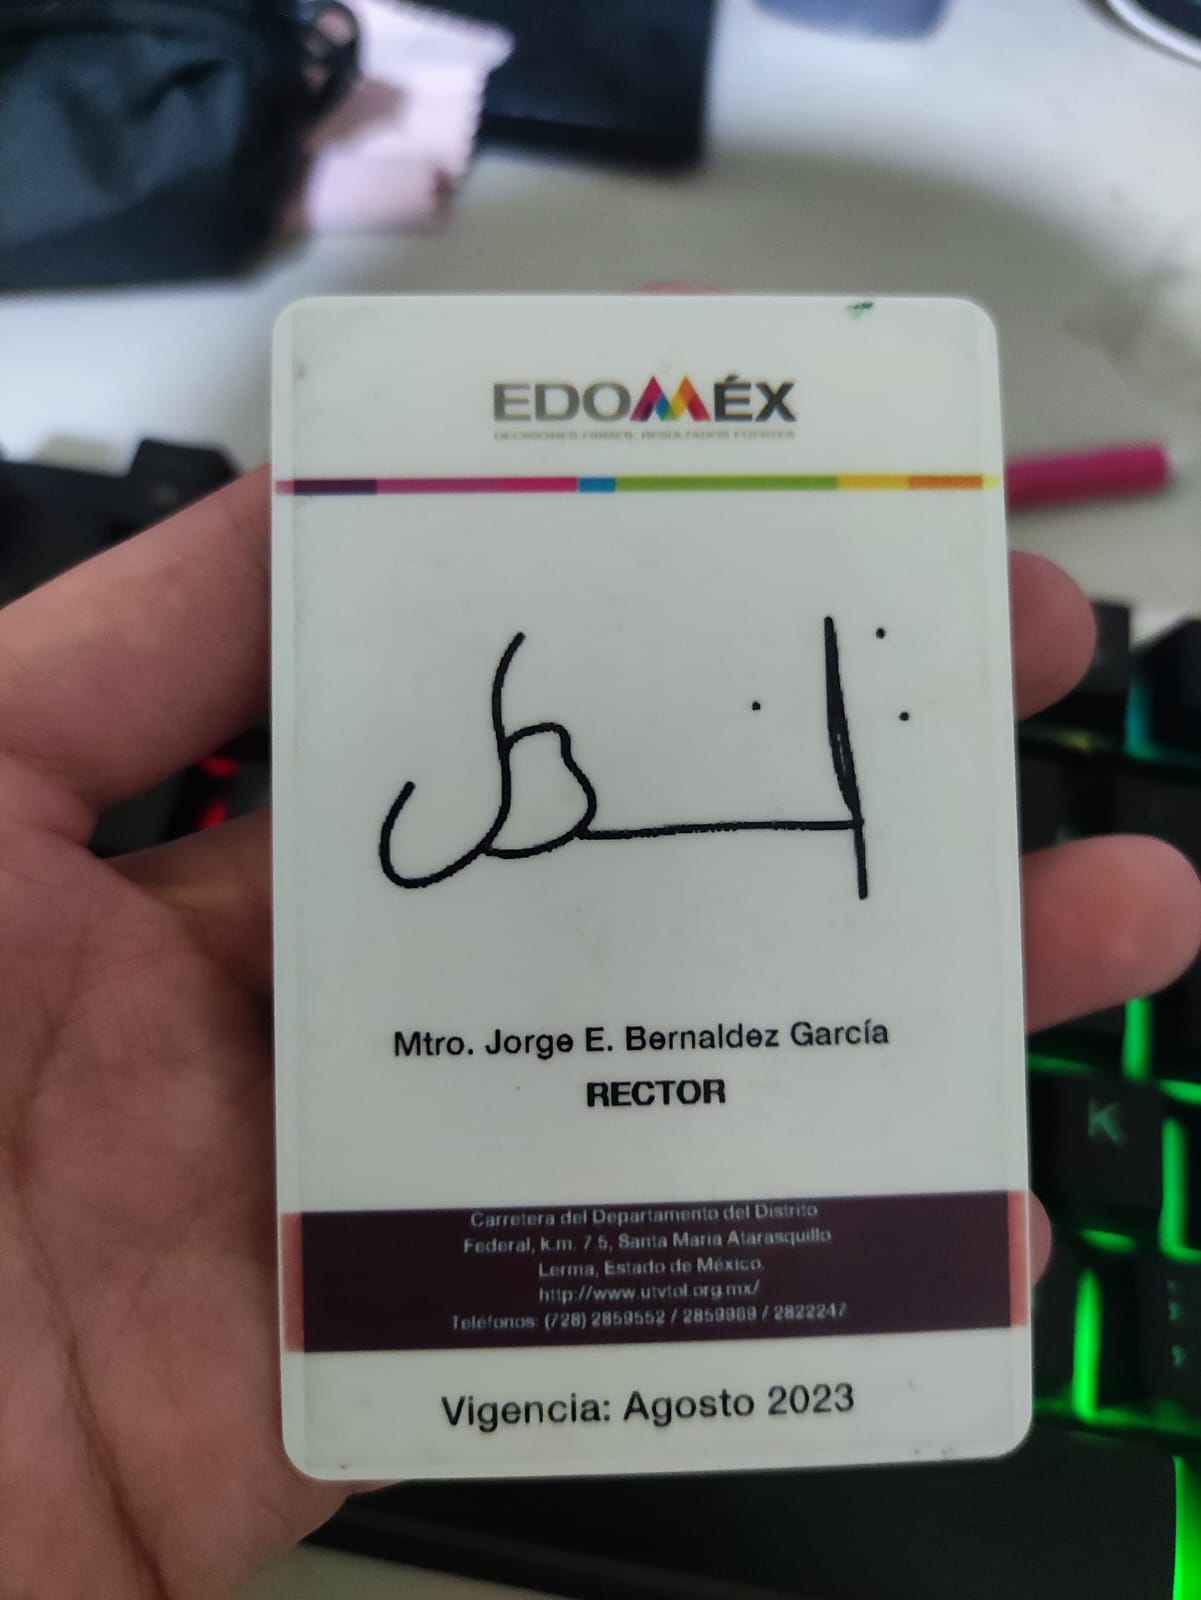 EDOMÉX
DECISIONES FIRMES, RESULTADOS FUERTES
Mtro. Jorge E. Bernaldez García
RECTOR
Carretera del Departamento del Distrito
Federal, k.m. 7.5, Santa María Atarasquillo
Lerma, Estado de México.
http://www.utvtol.org.mx/
Teléfonos: (728) 2859552 / 2859969 / 2822247
Vigencia: Agosto 2023
K